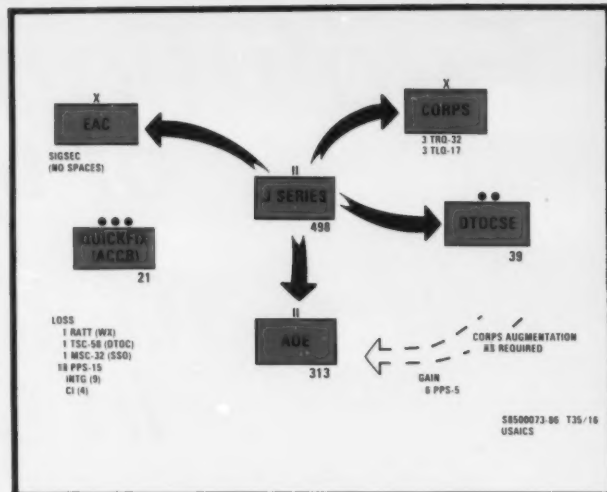 X
EAC
SIGSEC
(NO SPACES)
X
CORPS
3 TRQ-32
3 TLQ-17
II
J SERIES
498
QUICKFIX
(ACCB)
21
DTOCSE
39
LOSS
1 RATT (WX)
1 TSC-58 (DTOC)
1 MSC-32 (SSO)
18 PPS-15
INTG (9)
CI (4)
II
AOE
313
CORPS AUGMENTATION
AS REQUIRED
GAIN
6 PPS-5
S8500073-86 T35/16
USAICS